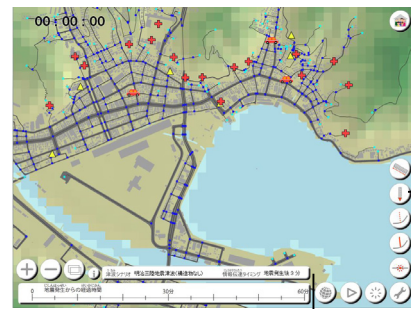 00:00:00
津波シナリオ 明治三陸地震津波(構造物なし) 情報伝達タイミング 地震発生後3分
地震発生からの経過時間
0 30分 60分